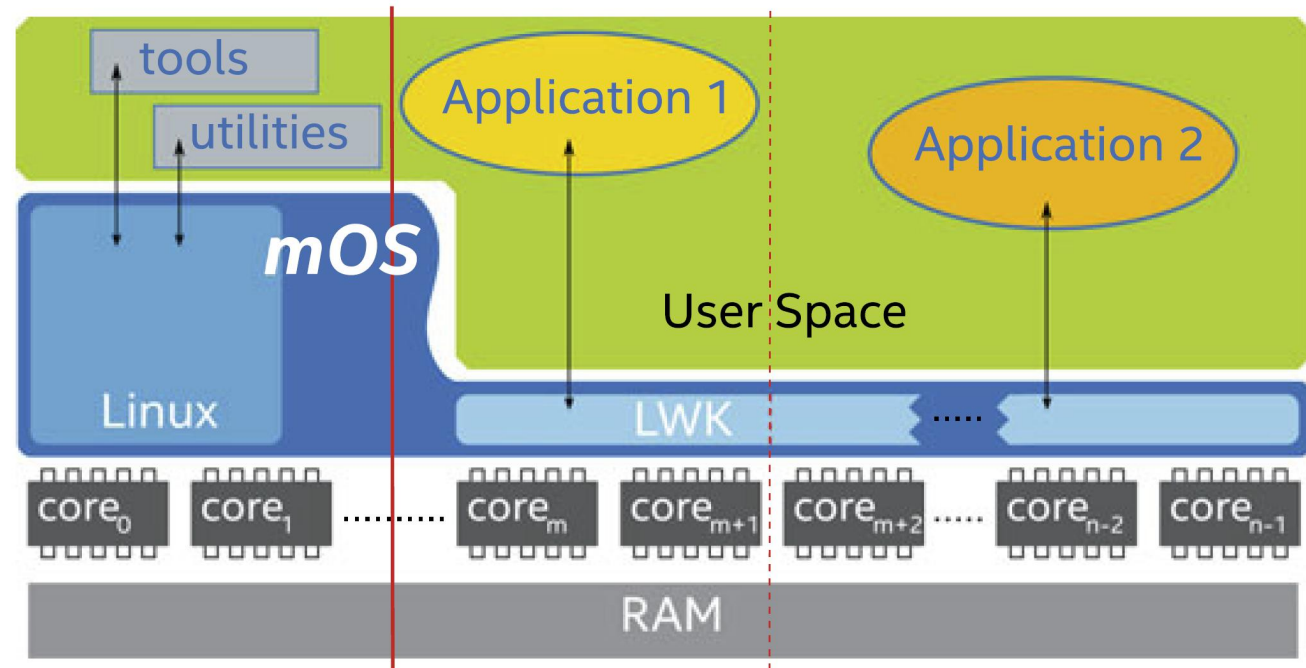 tools
utilities
Application 1
Application 2
mOS
User Space
Linux
LWK
.....
core0 core1 ............ corem corem+1 corem+2 ..... coren-2 coren-1
RAM